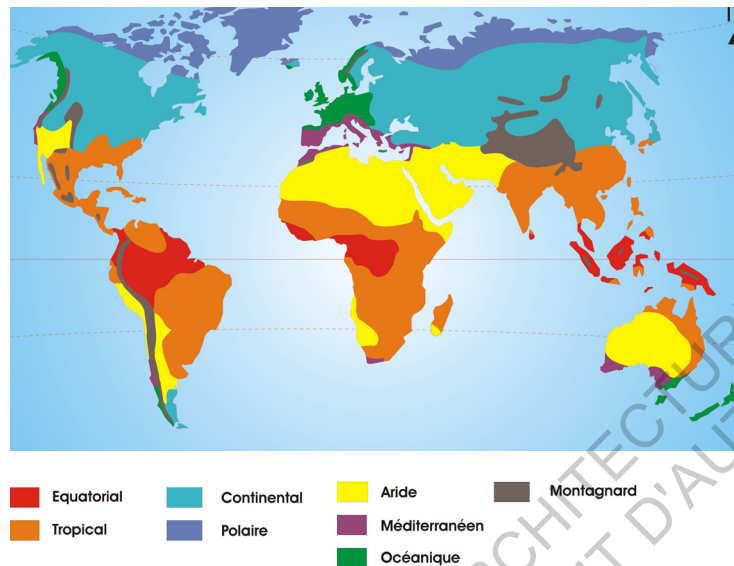 Equatorial
Tropical
Continental
Polaire
Aride
Méditerranéen
Océanique
Montagnard